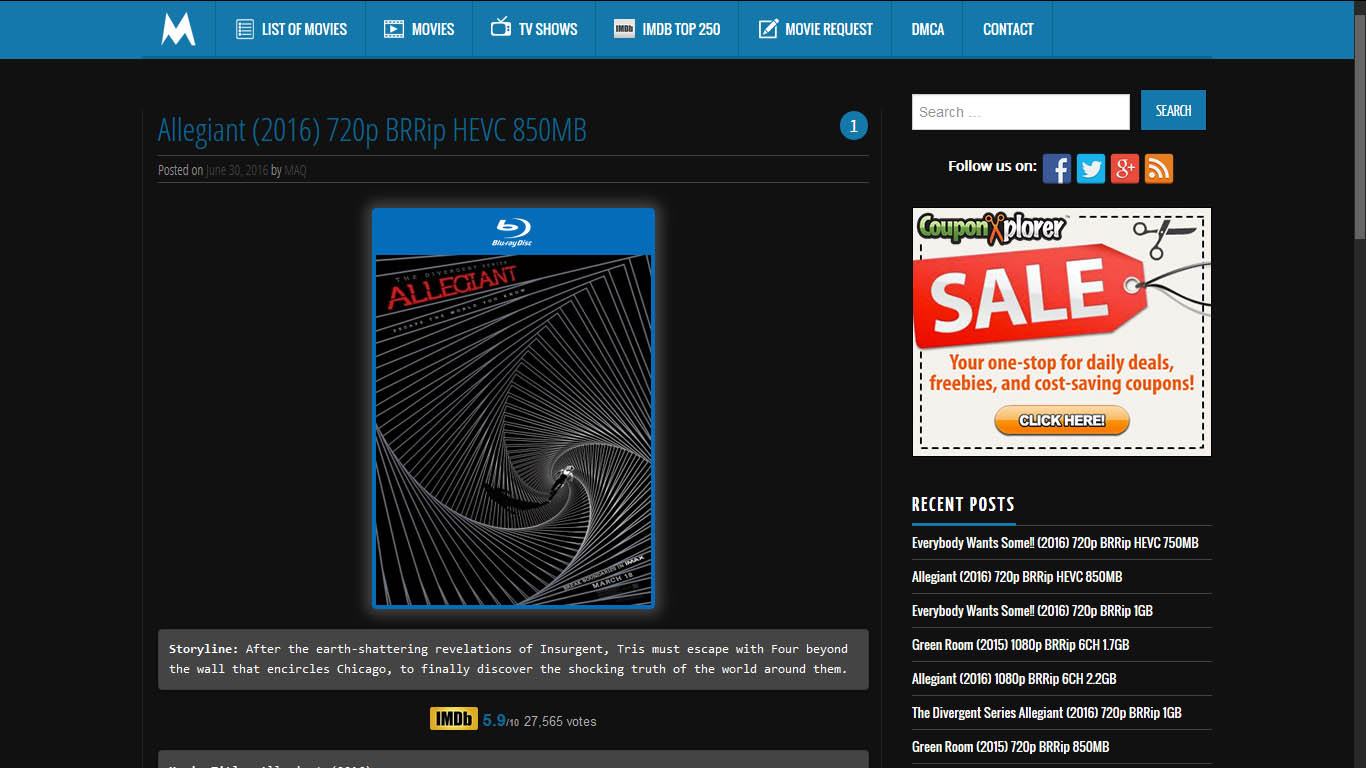 LIST OF MOVIES
MOVIES
TV SHOWS
IMDb IMDB TOP 250
MOVIE REQUEST
DMCA
CONTACT
Allegiant (2016) 720p BRRip HEVC 850MB
1
Posted on June 30, 2016 by MAQ
Blu-ray Disc
THE DIVERGENT SERIES
ALLEGIANT
ESCAPE THE WORLD YOU KNOW
BREAK BOUNDARIES IN IMAX
MARCH 18
Storyline: After the earth-shattering revelations of Insurgent, Tris must escape with Four beyond
the wall that encircles Chicago, to finally discover the shocking truth of the world around them.
IMDb 5.9/10 27,565 votes
Search …
SEARCH
Follow us on:
CouponXplorer
SALE
Your one-stop for daily deals,
freebies, and cost-saving coupons!
CLICK HERE!
RECENT POSTS
Everybody Wants Some!! (2016) 720p BRRip HEVC 750MB
Allegiant (2016) 720p BRRip HEVC 850MB
Everybody Wants Some!! (2016) 720p BRRip 1GB
Green Room (2015) 1080p BRRip 6CH 1.7GB
Allegiant (2016) 1080p BRRip 6CH 2.2GB
The Divergent Series Allegiant (2016) 720p BRRip 1GB
Green Room (2015) 720p BRRip 850MB